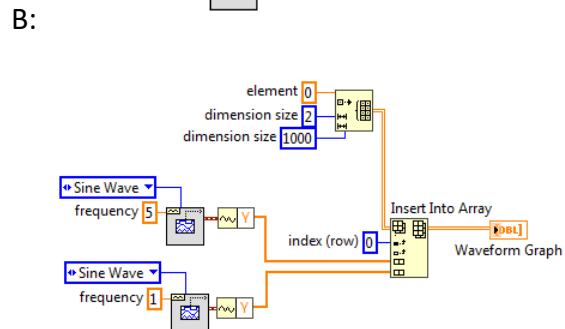 B:
element 0
dimension size 2
dimension size 1000
Sine Wave
frequency 5
Y
Insert Into Array
index (row) 0
DBL
Waveform Graph
Sine Wave
frequency 1
Y